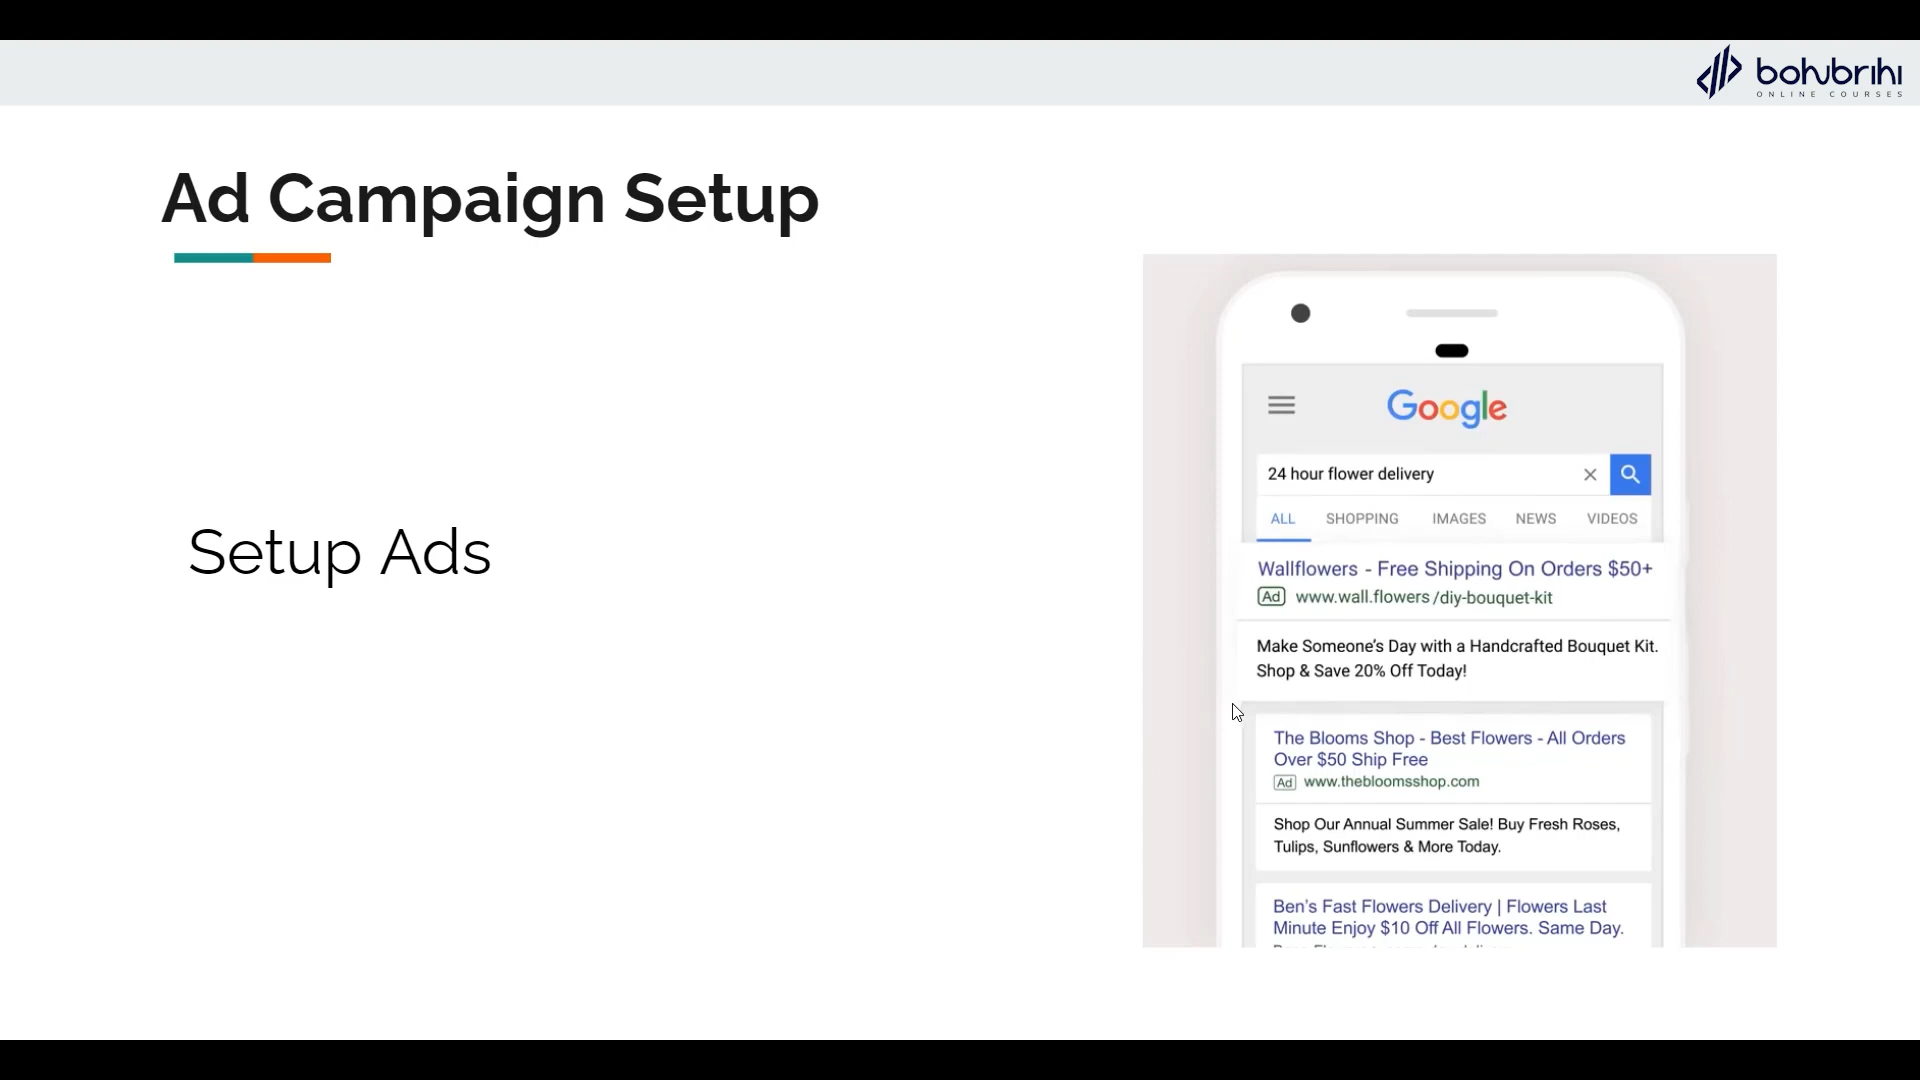 bohubrihi
ONLINE COURSES
Ad Campaign Setup
Setup Ads
Google
24 hour flower delivery
ALL SHOPPING IMAGES NEWS VIDEOS
Wallflowers - Free Shipping On Orders $50+
Ad www.wall.flowers/diy-bouquet-kit
Make Someone's Day with a Handcrafted Bouquet Kit.
Shop & Save 20% Off Today!
The Blooms Shop - Best Flowers - All Orders
Over $50 Ship Free
Ad www.thebloomsshop.com
Shop Our Annual Summer Sale! Buy Fresh Roses,
Tulips, Sunflowers & More Today.
Ben's Fast Flowers Delivery | Flowers Last
Minute Enjoy $10 Off All Flowers. Same Day.